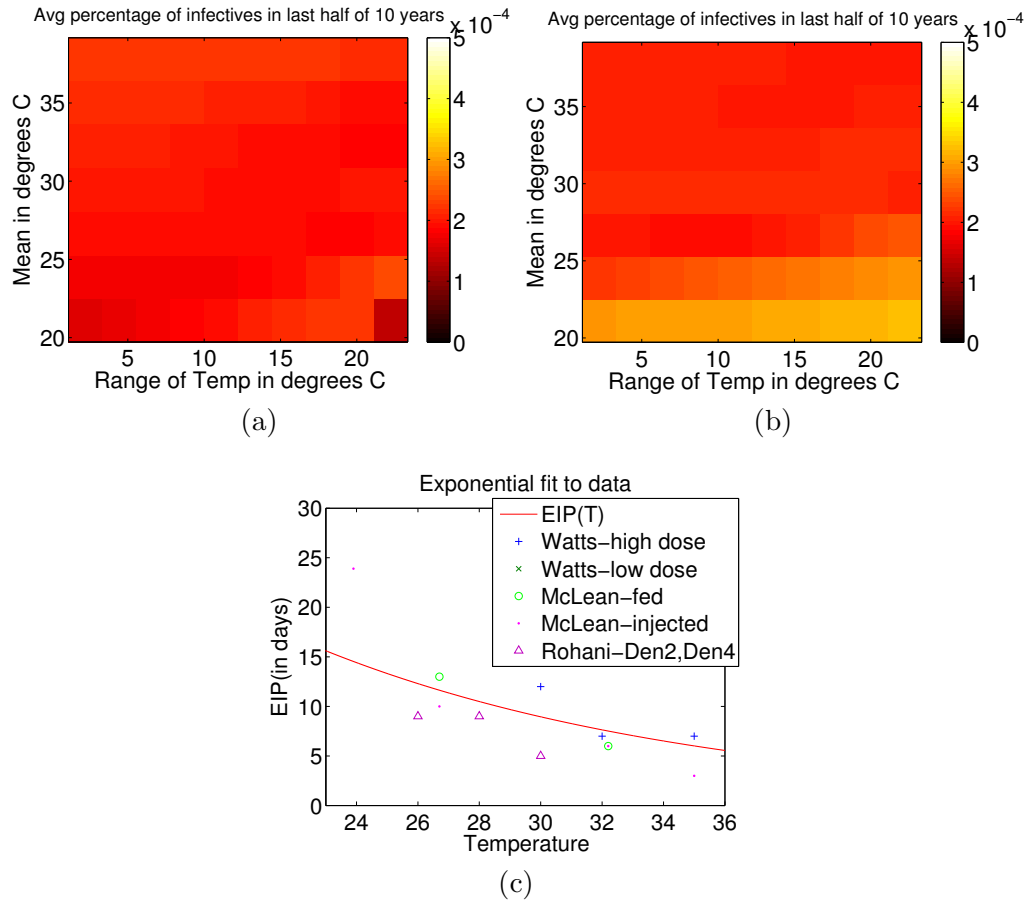 Avg percentage of infectives in last half of 10 years
x 10−4
5
4
3
2
1
0
35
30
25
20
Mean in degrees C
5 10 15 20
Range of Temp in degrees C
(a)
Avg percentage of infectives in last half of 10 years
x 10−4
5
4
3
2
1
0
35
30
25
20
Mean in degrees C
5 10 15 20
Range of Temp in degrees C
(b)
Exponential fit to data
30
25
20
15
10
5
0
EIP(in days)
EIP(T)
Watts−high dose
Watts−low dose
McLean−fed
McLean−injected
Rohani−Den2,Den4
24 26 28 30 32 34 36
Temperature
(c)